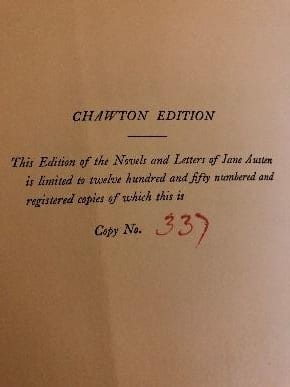 CHAWTON EDITION
This Edition of the Novels and Letters of Jane Austen
is limited to twelve hundred and fifty numbered and
registered copies of which this is
Copy No. 337